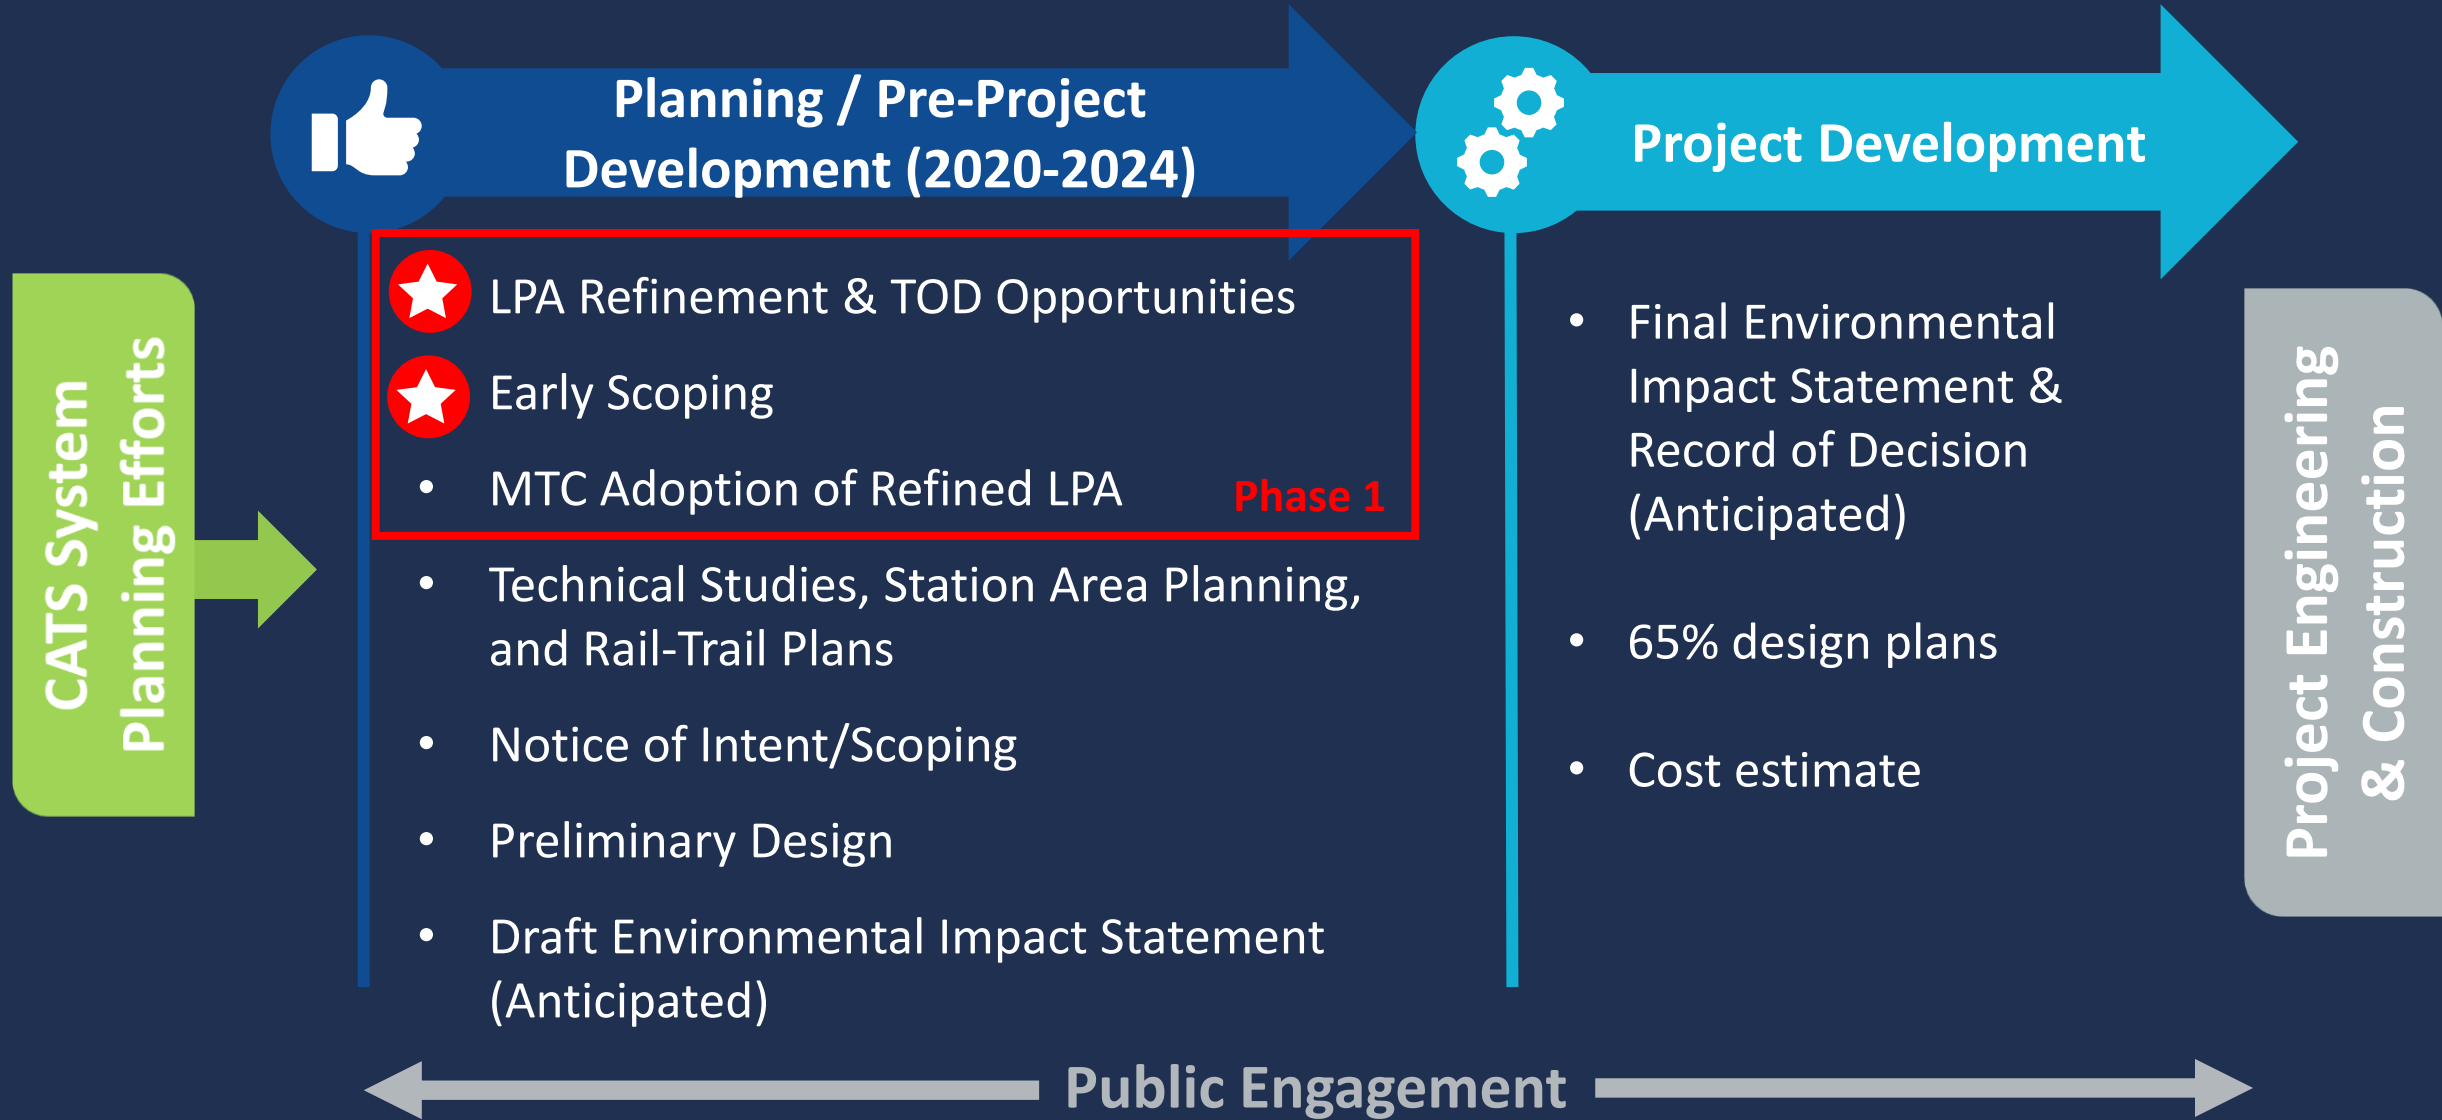 CATS System
Planning Efforts
Planning / Pre-Project
Development (2020-2024)
LPA Refinement & TOD Opportunities
Early Scoping
• MTC Adoption of Refined LPA
Phase 1
• Technical Studies, Station Area Planning,
and Rail-Trail Plans
• Notice of Intent/Scoping
• Preliminary Design
• Draft Environmental Impact Statement
(Anticipated)
Project Development
• Final Environmental
Impact Statement &
Record of Decision
(Anticipated)
• 65% design plans
• Cost estimate
Project Engineering
& Construction
Public Engagement